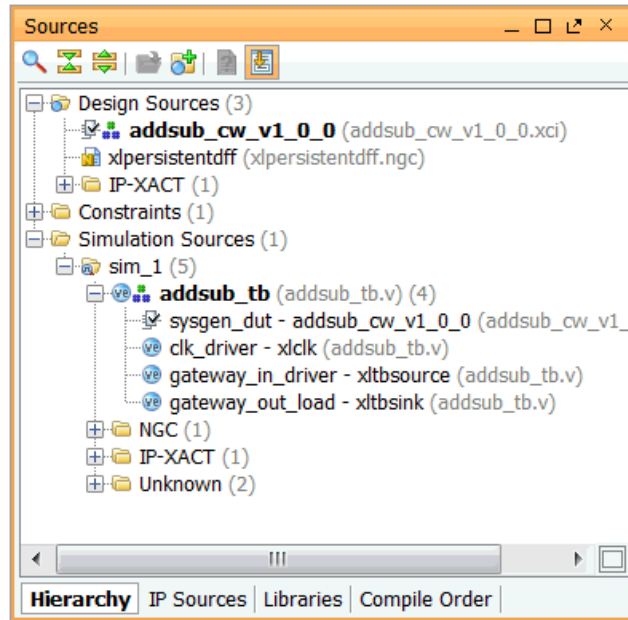 Sources
Design Sources (3)
addsub_cw_v1_0_0 (addsub_cw_v1_0_0.xci)
xlpersistentdff (xlpersistentdff.ngc)
IP-XACT (1)
Constraints (1)
Simulation Sources (1)
sim_1 (5)
addsub_tb (addsub_tb.v) (4)
sysgen_dut - addsub_cw_v1_0_0 (addsub_cw_v1_
clk_driver - xlclk (addsub_tb.v)
gateway_in_driver - xltbsource (addsub_tb.v)
gateway_out_load - xltbsink (addsub_tb.v)
NGC (1)
IP-XACT (1)
Unknown (2)
Hierarchy IP Sources Libraries Compile Order